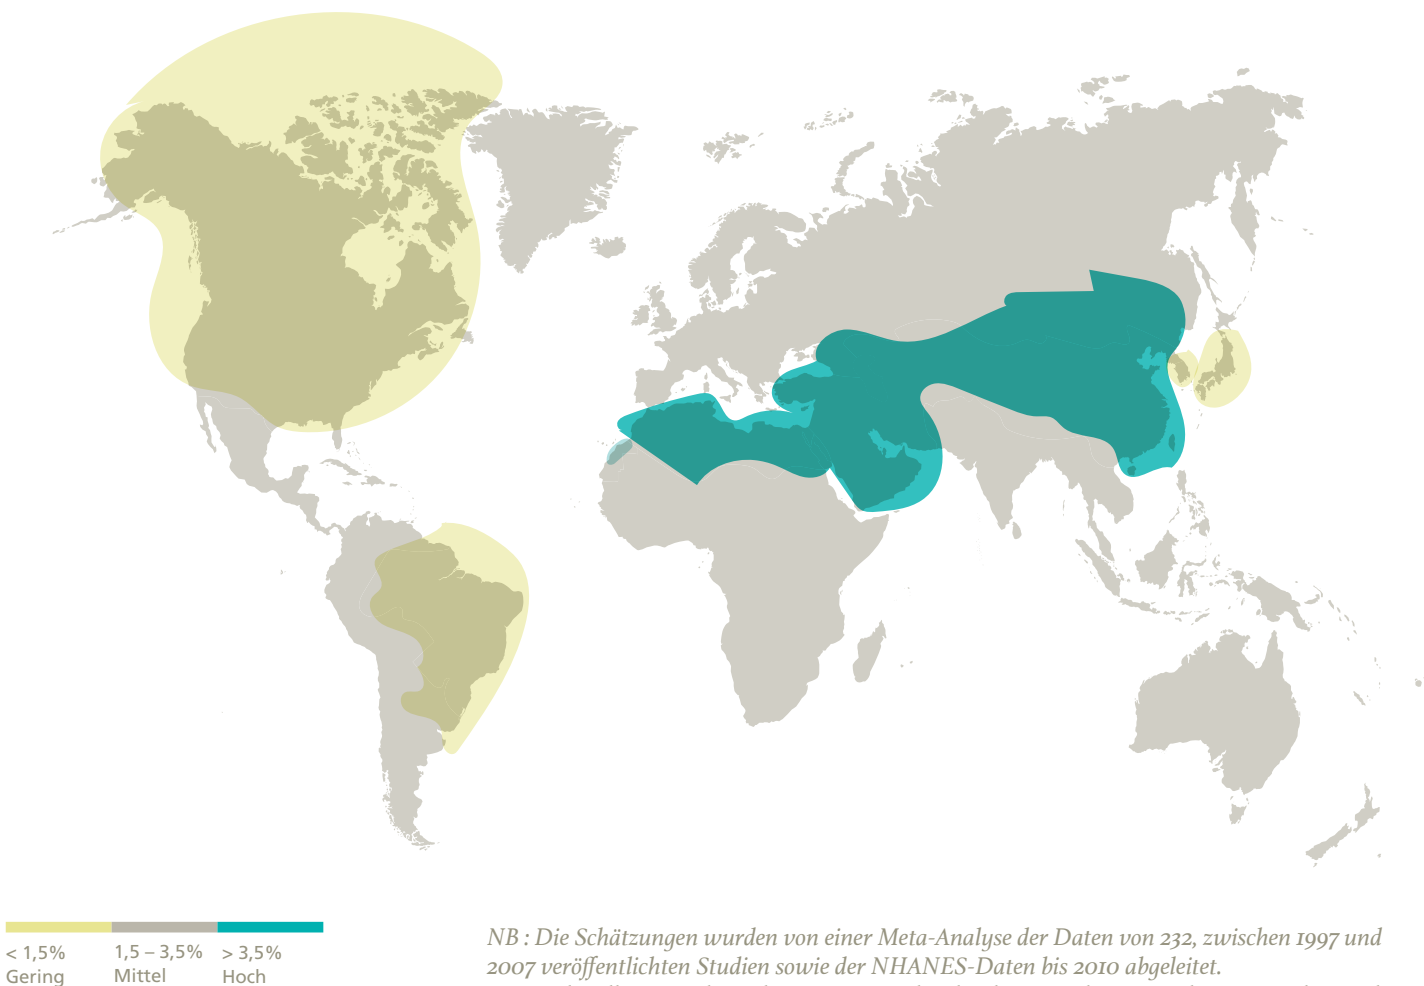 < 1,5%
Gering
1,5 – 3,5%
Mittel
> 3,5%
Hoch
NB : Die Schätzungen wurden von einer Meta-Analyse der Daten von 232, zwischen 1997 und
2007 veröffentlichten Studien sowie der NHANES-Daten bis 2010 abgeleitet.